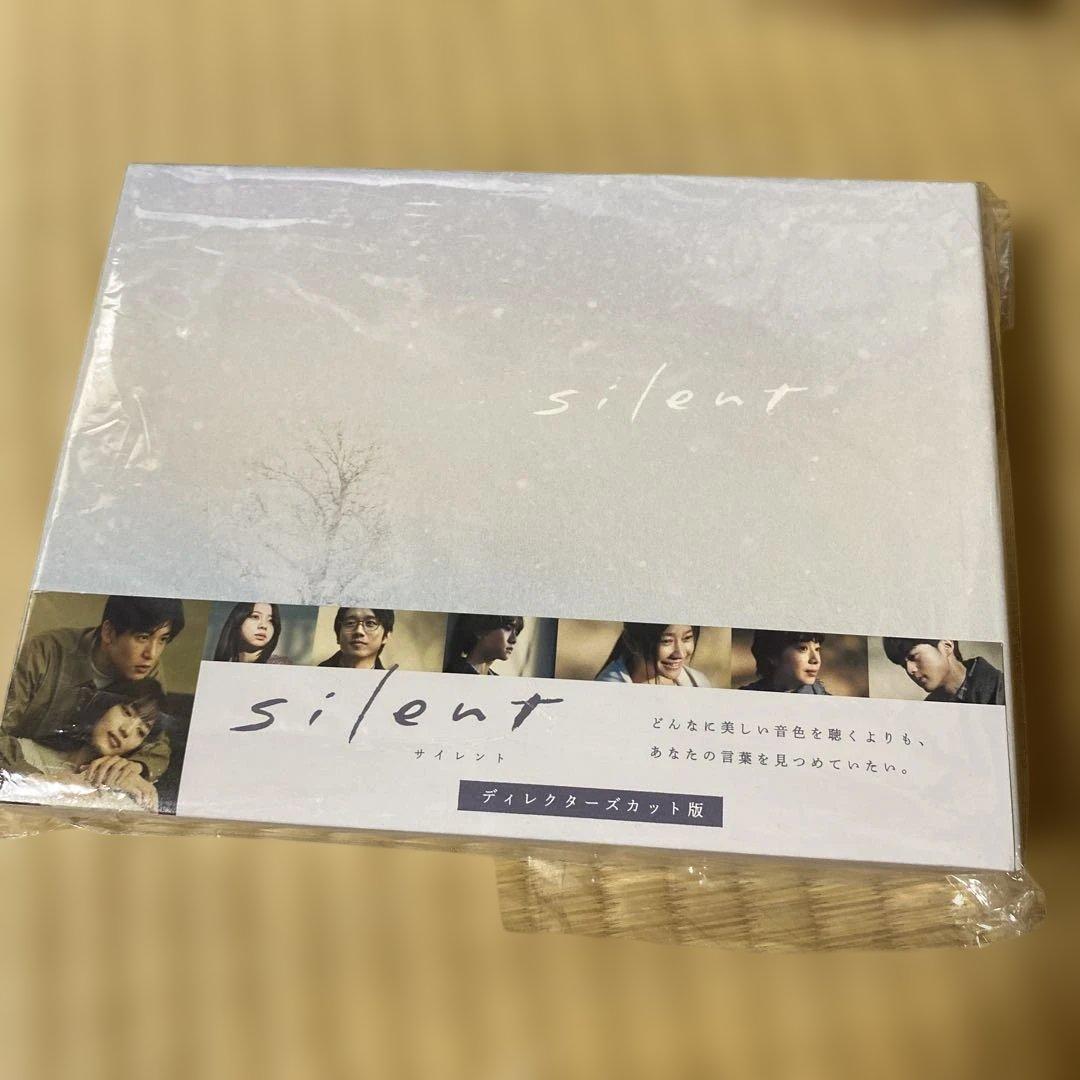 silent
silent
サイレント
どんなに美しい音色を聴くよりも、
あなたの言葉を見つめていたい。
ディレクターズカット版